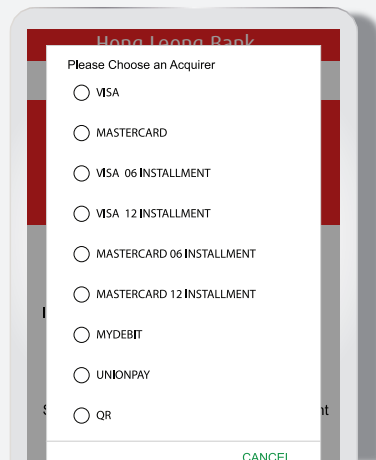 Hong Leong Bank
Please Choose an Acquirer
VISA
MASTERCARD
VISA 06 INSTALLMENT
VISA 12 INSTALLMENT
MASTERCARD 06 INSTALLMENT
MASTERCARD 12 INSTALLMENT
MYDEBIT
UNIONPAY
QR
CANCEL